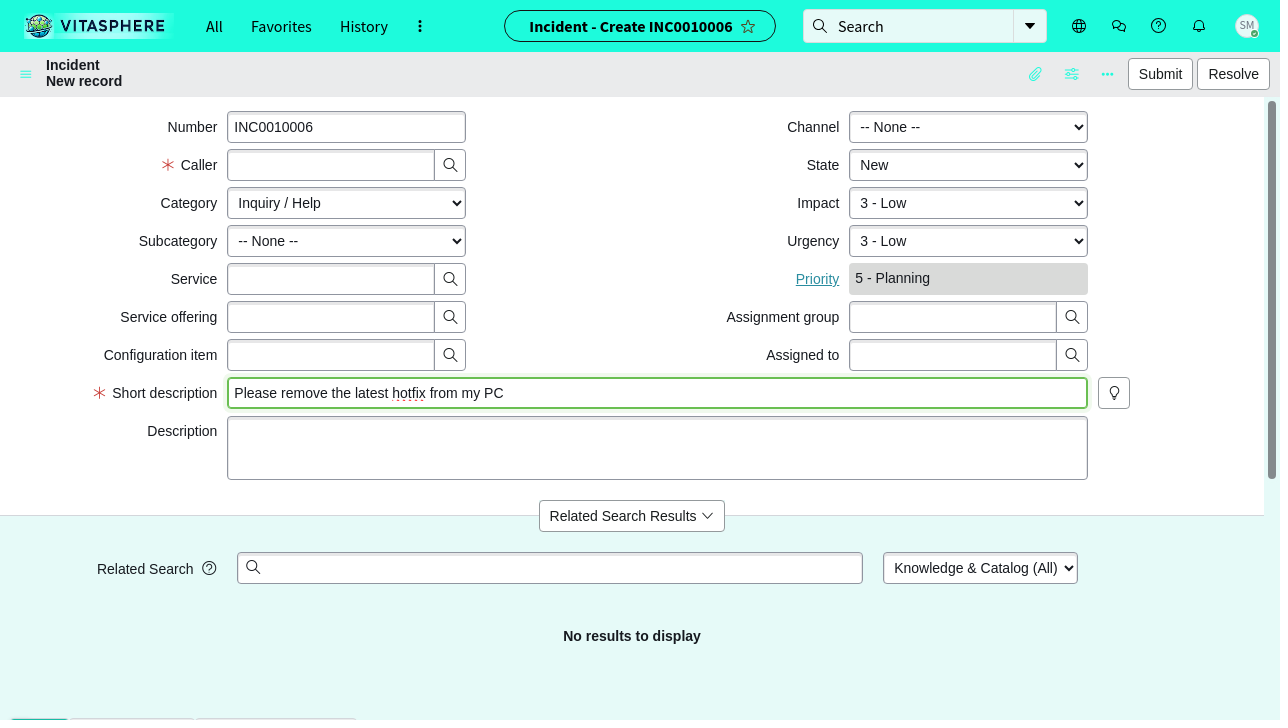 VITASPHERE All Favorites History Incident - Create INC0010006 Search SM
Incident
New record
Submit Resolve
Number INC0010006 Channel -- None --
Caller State New
Category Inquiry / Help Impact 3 - Low
Subcategory -- None -- Urgency 3 - Low
Service Priority 5 - Planning
Service offering Assignment group
Configuration item Assigned to
Short description Please remove the latest hotfix from my PC
Description
Related Search Results
Related Search Knowledge & Catalog (All)
No results to display